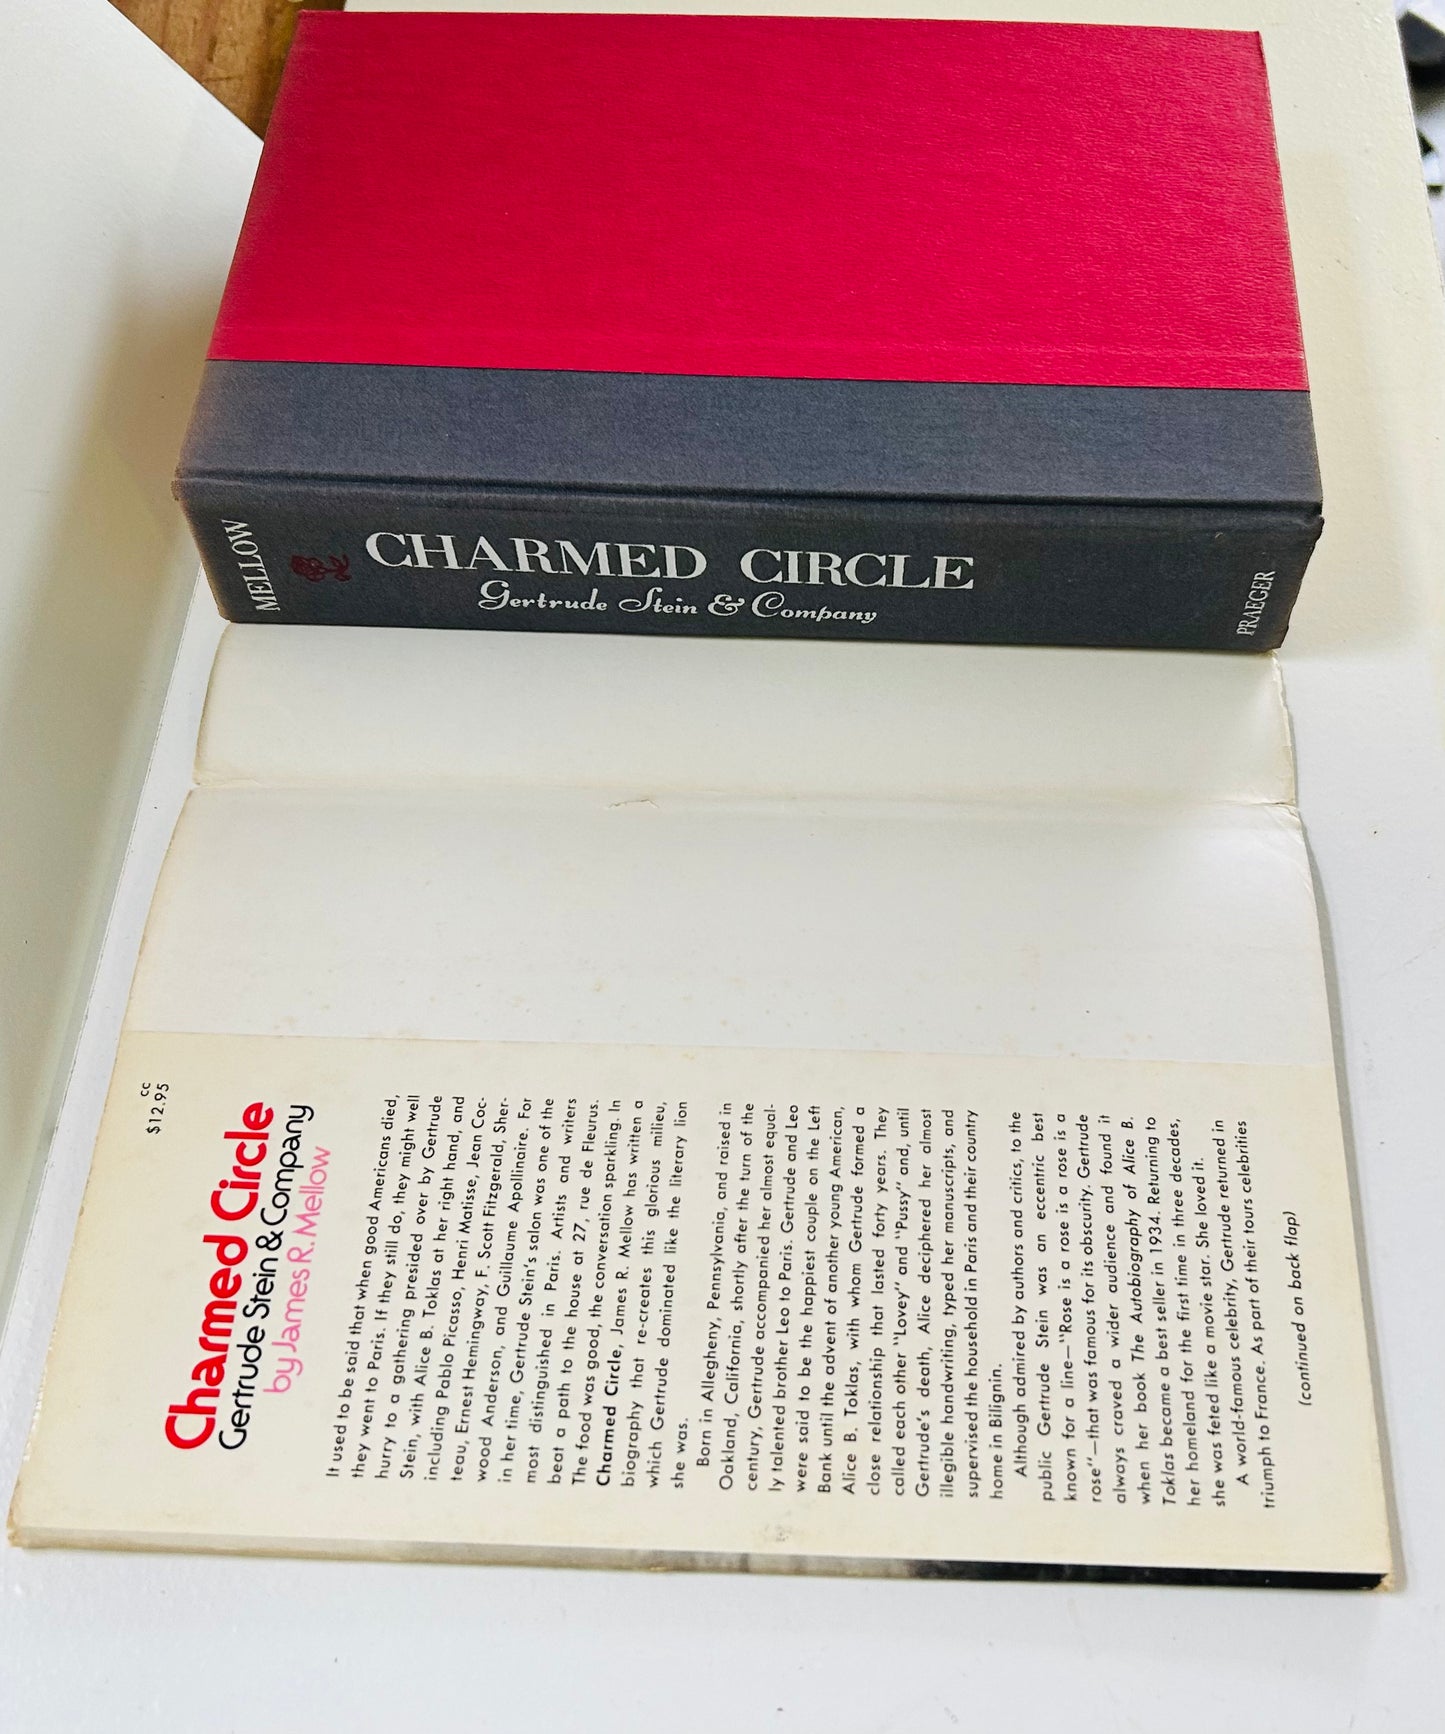 MELLOW
CHARMED CIRCLE
Gertrude Stein & Company
PRAEGER
cc
$12.95
Charmed Circle
Gertrude Stein & Company
by James R. Mellow
It used to be said that when good Americans died,
they went to Paris. If they still do, they might well
hurry to a gathering presided over by Gertrude
Stein, with Alice B. Toklas at her right hand, and
including Pablo Picasso, Henri Matisse, Jean Coc-
teau, Ernest Hemingway, F. Scott Fitzgerald, Sher-
wood Anderson, and Guillaume Apollinaire. For
in her time, Gertrude Stein's salon was one of the
most distinguished in Paris. Artists and writers
beat a path to the house at 27, rue de Fleurus.
The food was good, the conversation sparkling. In
Charmed Circle, James R. Mellow has written a
biography that re-creates this glorious milieu,
which Gertrude dominated like the literary lion
she was.
Born in Allegheny, Pennsylvania, and raised in
Oakland, California, shortly after the turn of the
century, Gertrude accompanied her almost equal-
ly talented brother Leo to Paris. Gertrude and Leo
were said to be the happiest couple on the Left
Bank until the advent of another young American,
Alice B. Toklas, with whom Gertrude formed a
close relationship that lasted forty years. They
called each other "Lovey" and "Pussy" and, until
Gertrude's death, Alice deciphered her almost
illegible handwriting, typed her manuscripts, and
supervised the household in Paris and their country
home in Bilignin.
Although admired by authors and critics, to the
public Gertrude Stein was an eccentric best
known for a line—"Rose is a rose is a rose is a
rose"—that was famous for its obscurity. Gertrude
always craved a wider audience and found it
when her book The Autobiography of Alice B.
Toklas became a best seller in 1934. Returning to
her homeland for the first time in three decades,
she was feted like a movie star. She loved it.
A world-famous celebrity, Gertrude returned in
triumph to France. As part of their tours celebrities
(continued on back flap)